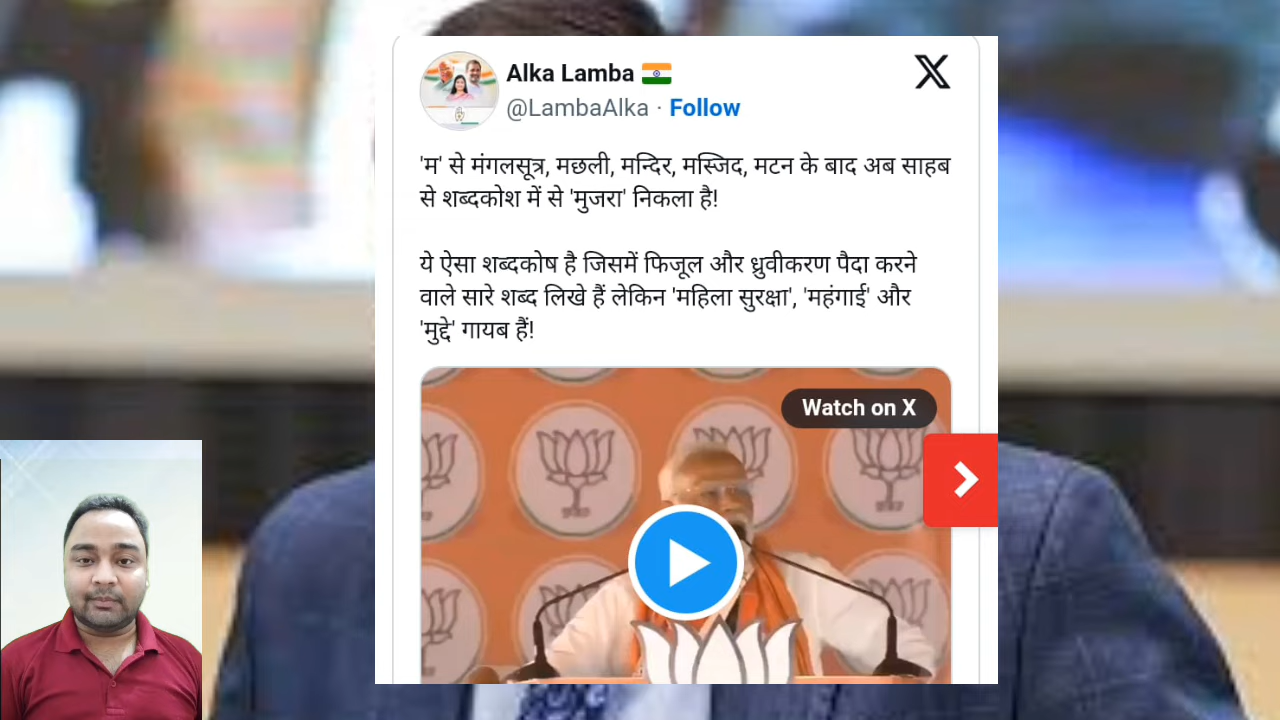 Alka Lamba
@LambaAlka · Follow
'म' से मंगलसूत्र, मछली, मन्दिर, मस्जिद, मटन के बाद अब साहब
से शब्दकोश में से 'मुजरा' निकला है!
ये ऐसा शब्दकोष है जिसमें फिजूल और ध्रुवीकरण पैदा करने
वाले सारे शब्द लिखे हैं लेकिन 'महिला सुरक्षा', 'महंगाई' और
'मुद्दे' गायब हैं!
Watch on X